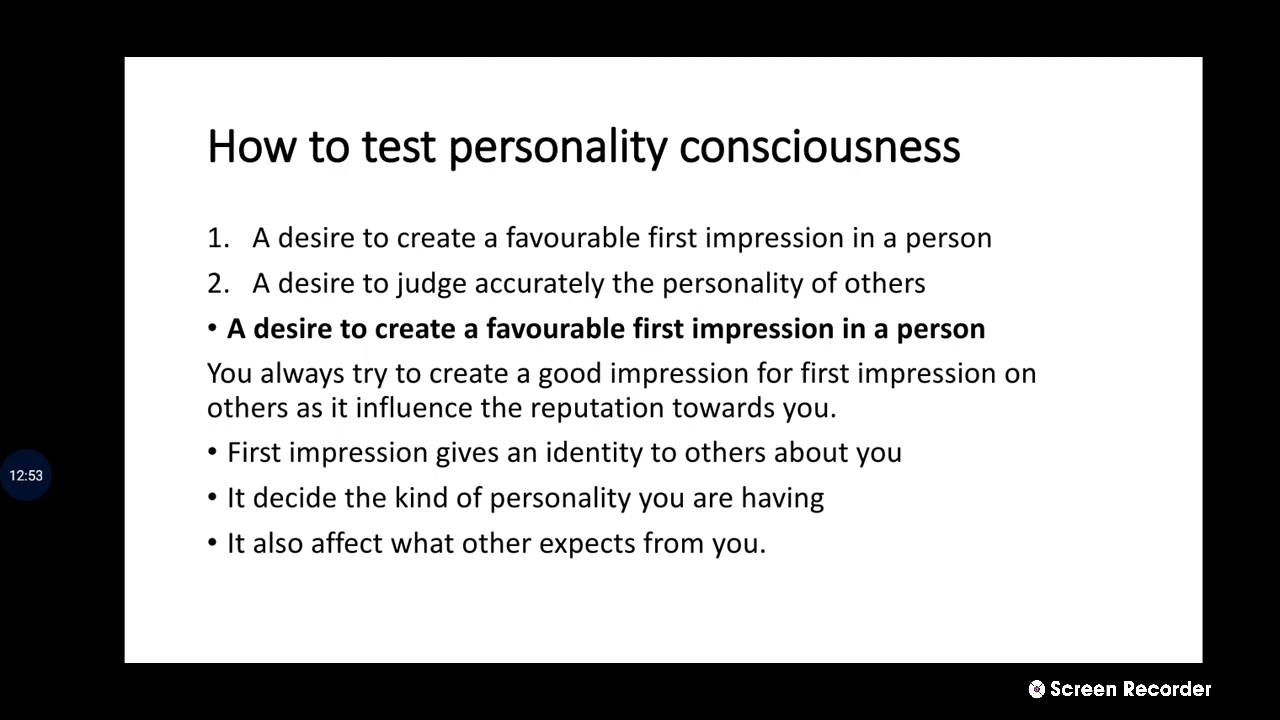 How to test personality consciousness
1. A desire to create a favourable first impression in a person
2. A desire to judge accurately the personality of others
• A desire to create a favourable first impression in a person
You always try to create a good impression for first impression on
others as it influence the reputation towards you.
• First impression gives an identity to others about you
• It decide the kind of personality you are having
• It also affect what other expects from you.
12:53
Screen Recorder